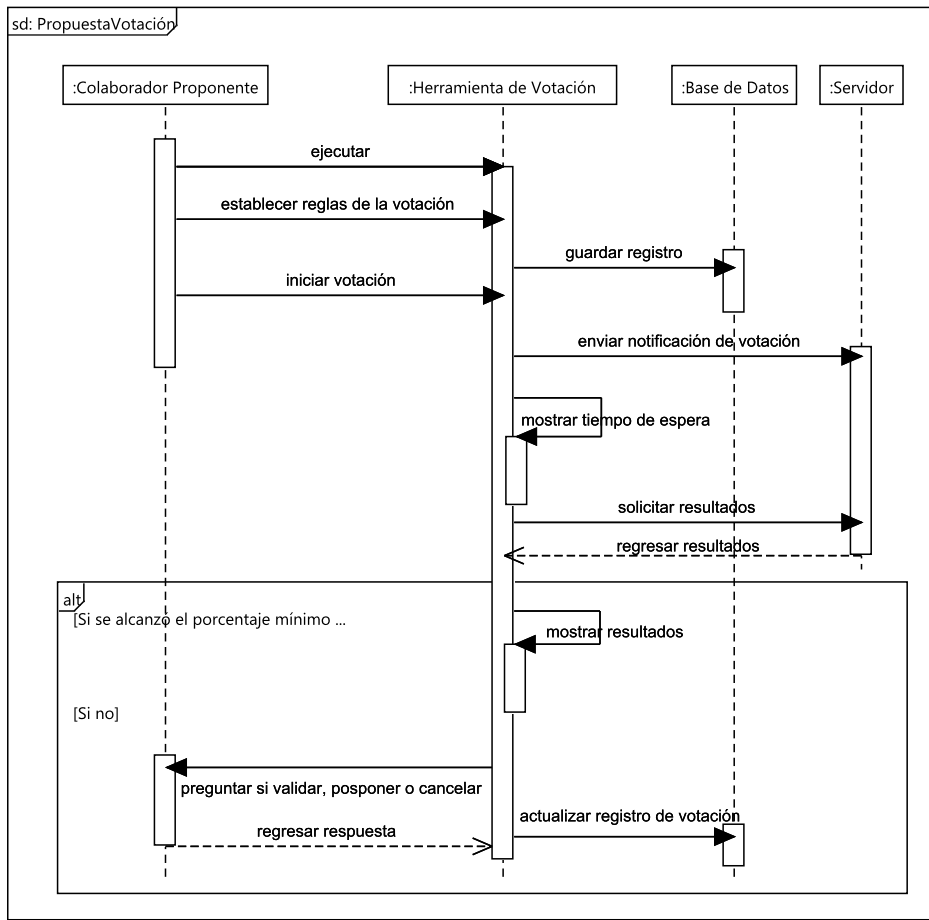 sd: PropuestaVotación
:Colaborador Proponente
:Herramienta de Votación
:Base de Datos
:Servidor
ejecutar
establecer reglas de la votación
guardar registro
iniciar votación
enviar notificación de votación
mostrar tiempo de espera
solicitar resultados
regresar resultados
alt
[Si se alcanzó el porcentaje mínimo ...
mostrar resultados
[Si no]
preguntar si validar, posponer o cancelar
actualizar registro de votación
regresar respuesta